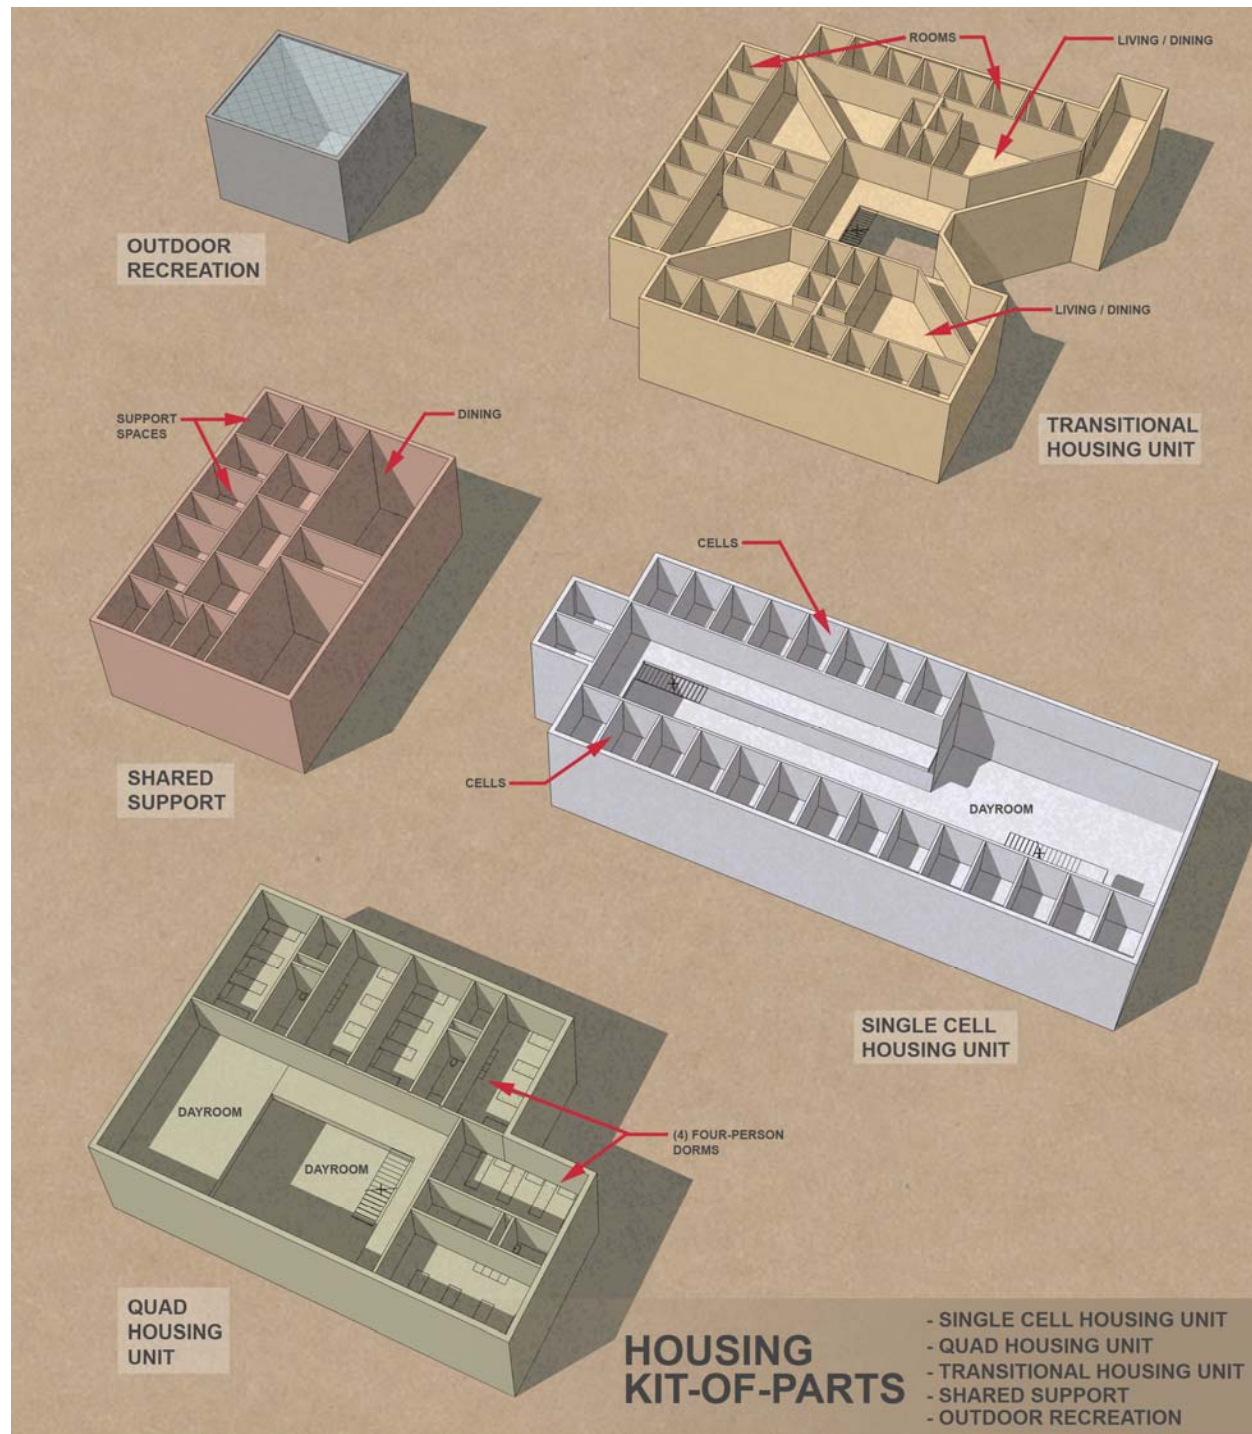 ROOMS
LIVING / DINING
OUTDOOR
RECREATION
LIVING / DINING
SUPPORT
SPACES
DINING
TRANSITIONAL
HOUSING UNIT
CELLS
CELLS
SHARED
SUPPORT
DAYROOM
SINGLE CELL
HOUSING UNIT
DAYROOM
DAYROOM
(4) FOUR-PERSON
DORMS
QUAD
HOUSING
UNIT
HOUSING
KIT-OF-PARTS
- SINGLE CELL HOUSING UNIT
- QUAD HOUSING UNIT
- TRANSITIONAL HOUSING UNIT
- SHARED SUPPORT
- OUTDOOR RECREATION